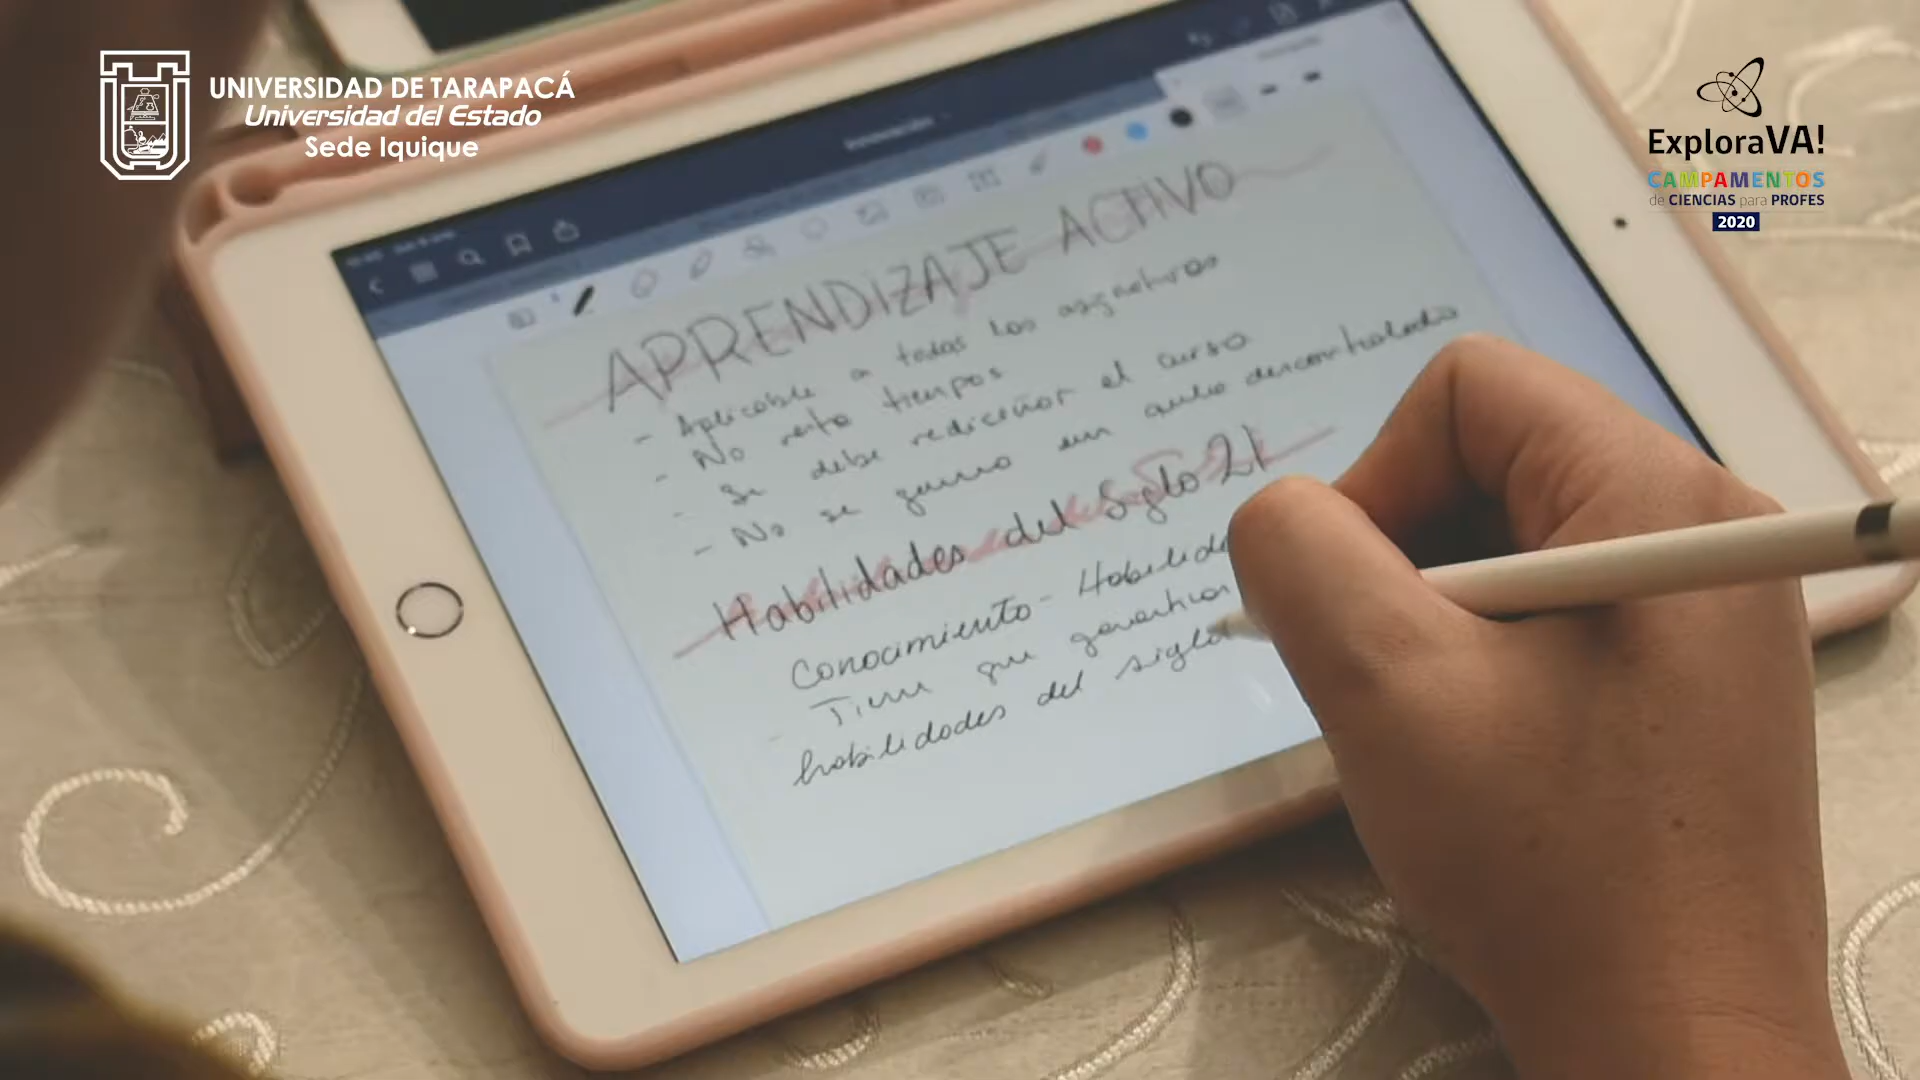 UNIVERSIDAD DE TARAPACÁ
Universidad del Estado
Sede Iquique
ExploraVA!
CAMPAMENTOS
de CIENCIAS para PROFES
2020
APRENDIZAJE ACTIVO
- Aplicable a todas las asignaturas
- No resta tiempos
- Se debe rediseñar el curso
- No se genera un aula descontrolada
Habilidades del Siglo 21
Conocimiento - Habilida
- Tiene que garantizar
habilidades del siglo